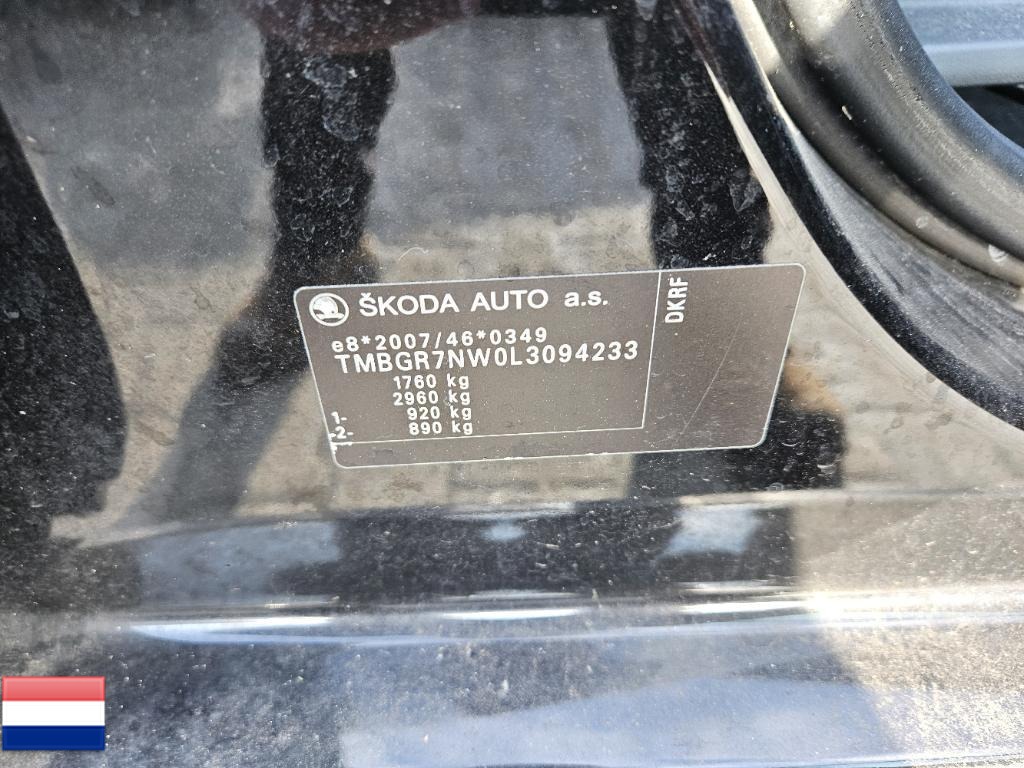 ŠKODA AUTO a.s.
DKRF
e8*2007/46*0349
TMBGR7NW0L3094233
1760 kg
2960 kg
1- 920 kg
-2- 890 kg